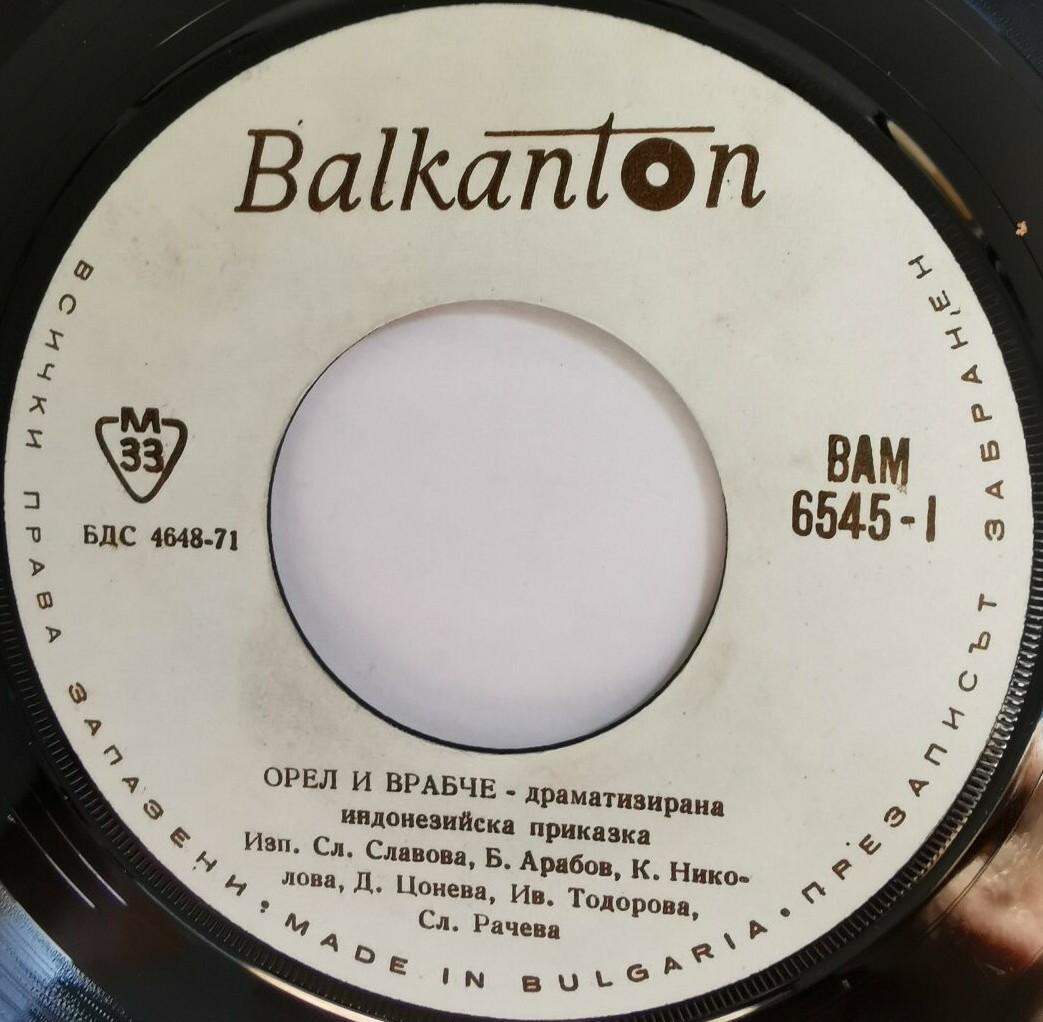 Balkanton
М
33
БДС 4648-71
ВАМ
6545-1
ОРЕЛ И ВРАБЧЕ - драматизирана
индонезийска приказка
Изп. Сл. Славова, Б. Арабов, К. Нико-
лова, Д. Цонева, Ив. Тодорова,
Сл. Рачева
ВСИЧКИ ПРАВА ЗАПАЗЕНИ • MADE IN BULGARIA • ПРЕЗАПИСЪТ ЗАБРАНЕН